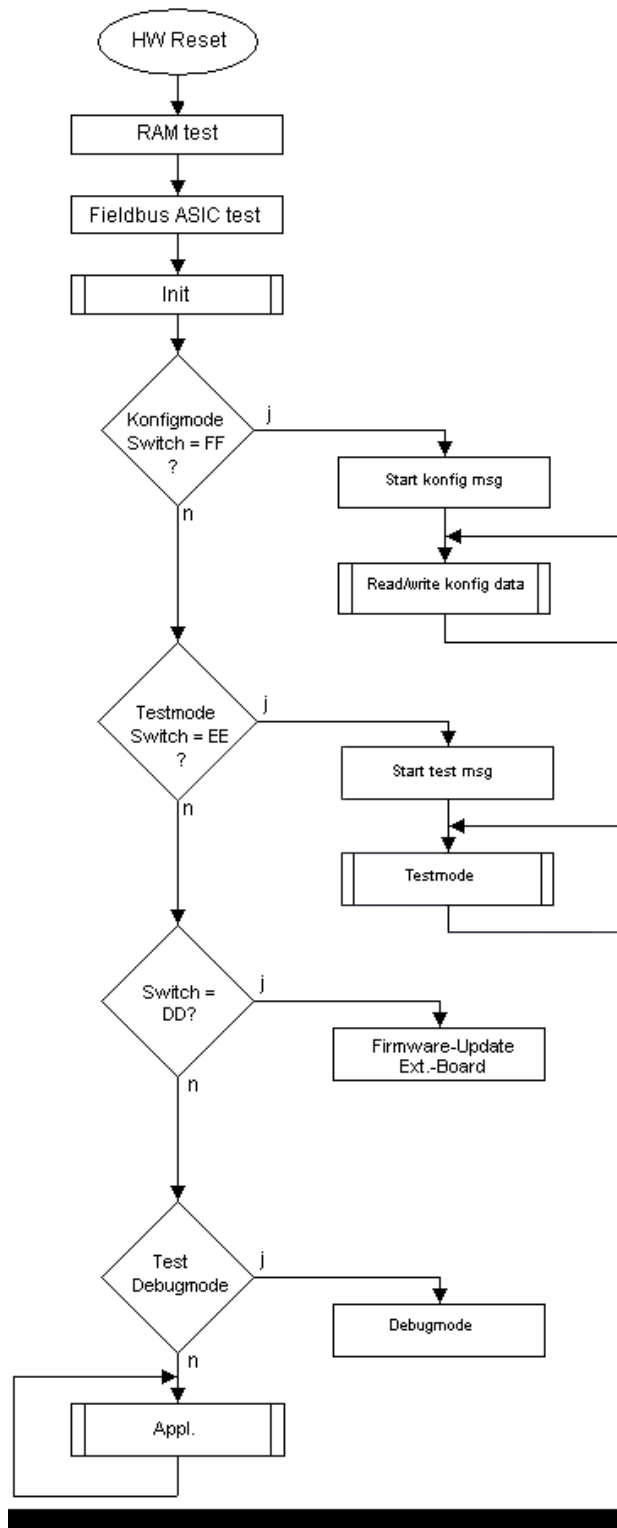 HW Reset
RAM test
Fieldbus ASIC test
Init
Konfigmode
Switch = FF
?
j
n
Start konfig msg
Read/write konfig data
Testmode
Switch = EE
?
j
n
Start test msg
Testmode
Switch =
DD?
j
n
Firmware-Update
Ext.-Board
Test
Debugmode
j
n
Debugmode
Appl.